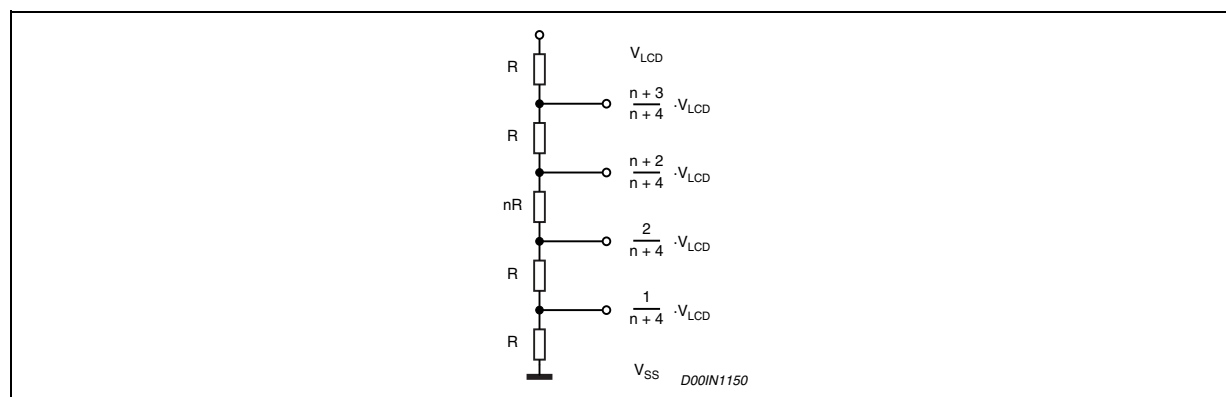 V_LCD
R
n + 3
n + 4 ·V_LCD
R
n + 2
n + 4 ·V_LCD
nR
2
n + 4 ·V_LCD
R
1
n + 4 ·V_LCD
R
V_SS D00IN1150